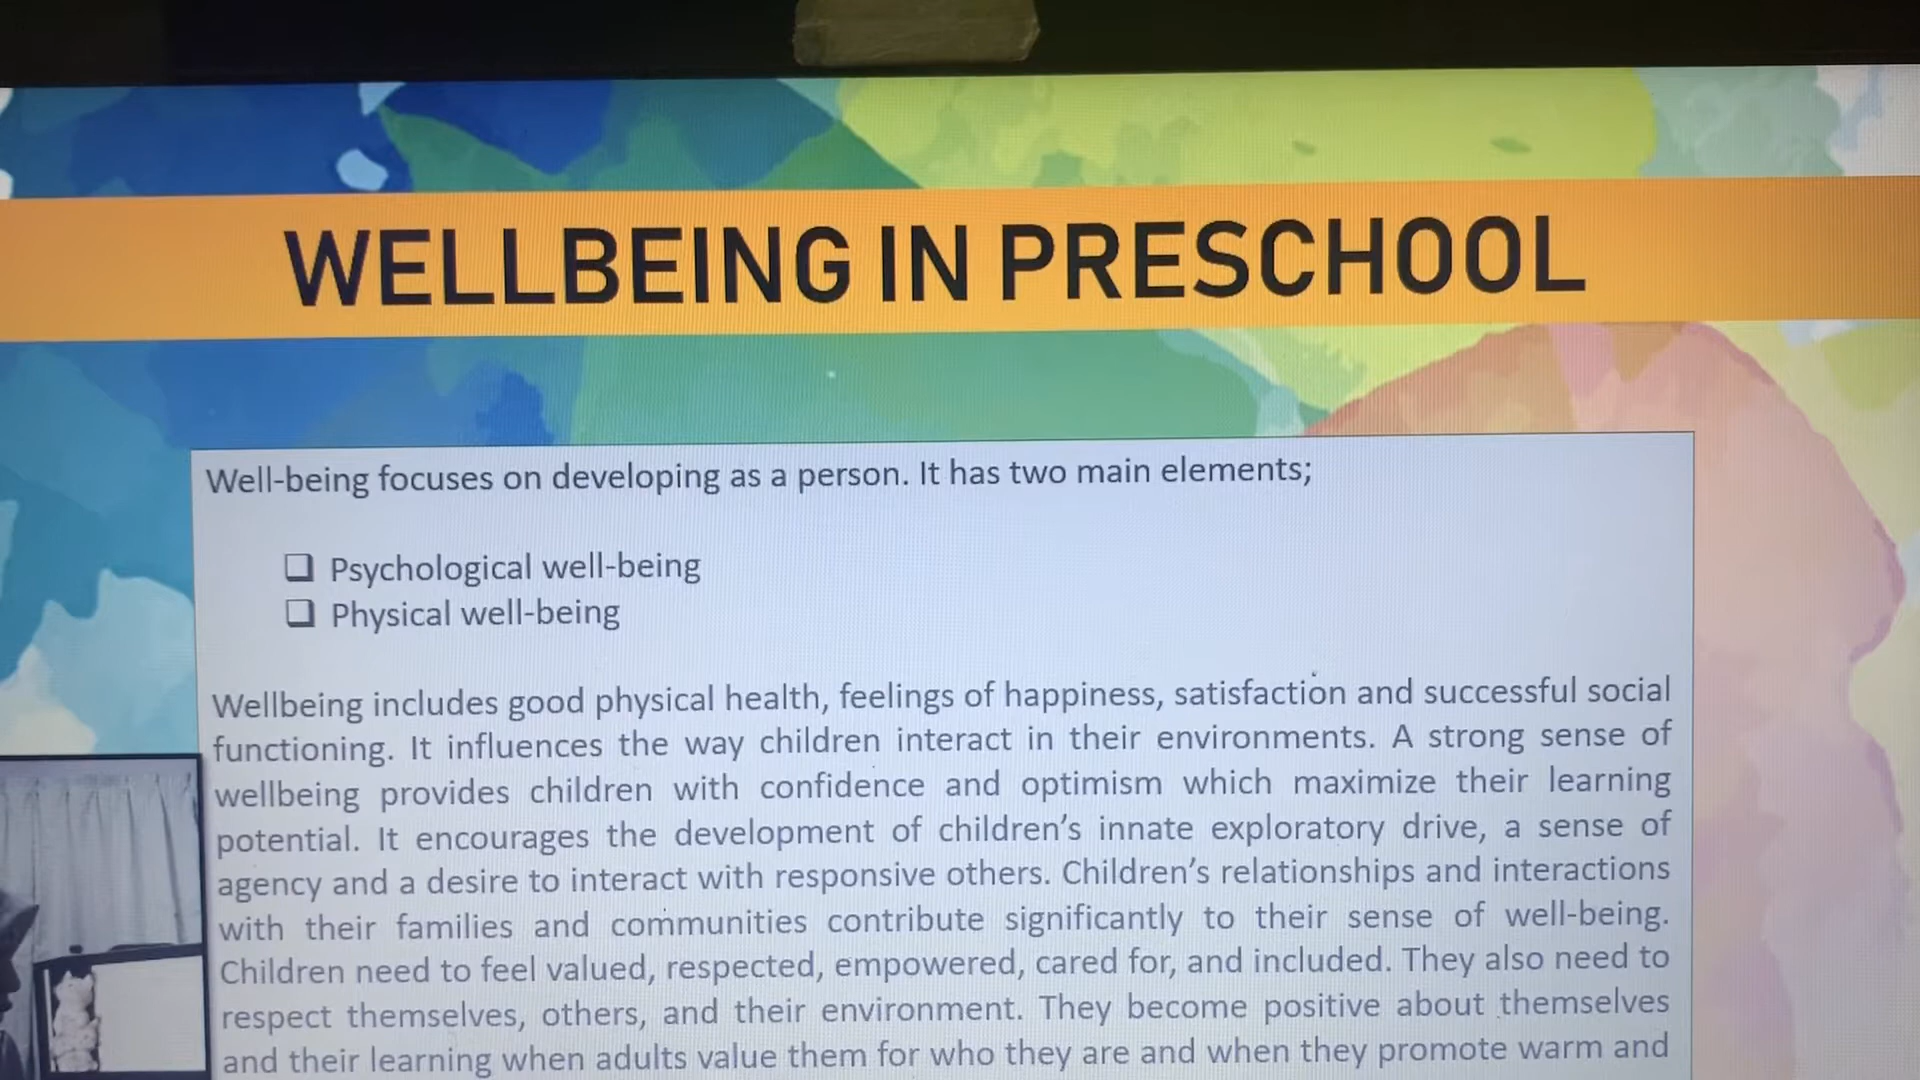 WELLBEING IN PRESCHOOL
Well-being focuses on developing as a person. It has two main elements;
❑ Psychological well-being
❑ Physical well-being
Wellbeing includes good physical health, feelings of happiness, satisfaction and successful social
functioning. It influences the way children interact in their environments. A strong sense of
wellbeing provides children with confidence and optimism which maximize their learning
potential. It encourages the development of children’s innate exploratory drive, a sense of
agency and a desire to interact with responsive others. Children’s relationships and interactions
with their families and communities contribute significantly to their sense of well-being.
Children need to feel valued, respected, empowered, cared for, and included. They also need to
respect themselves, others, and their environment. They become positive about themselves
and their learning when adults value them for who they are and when they promote warm and